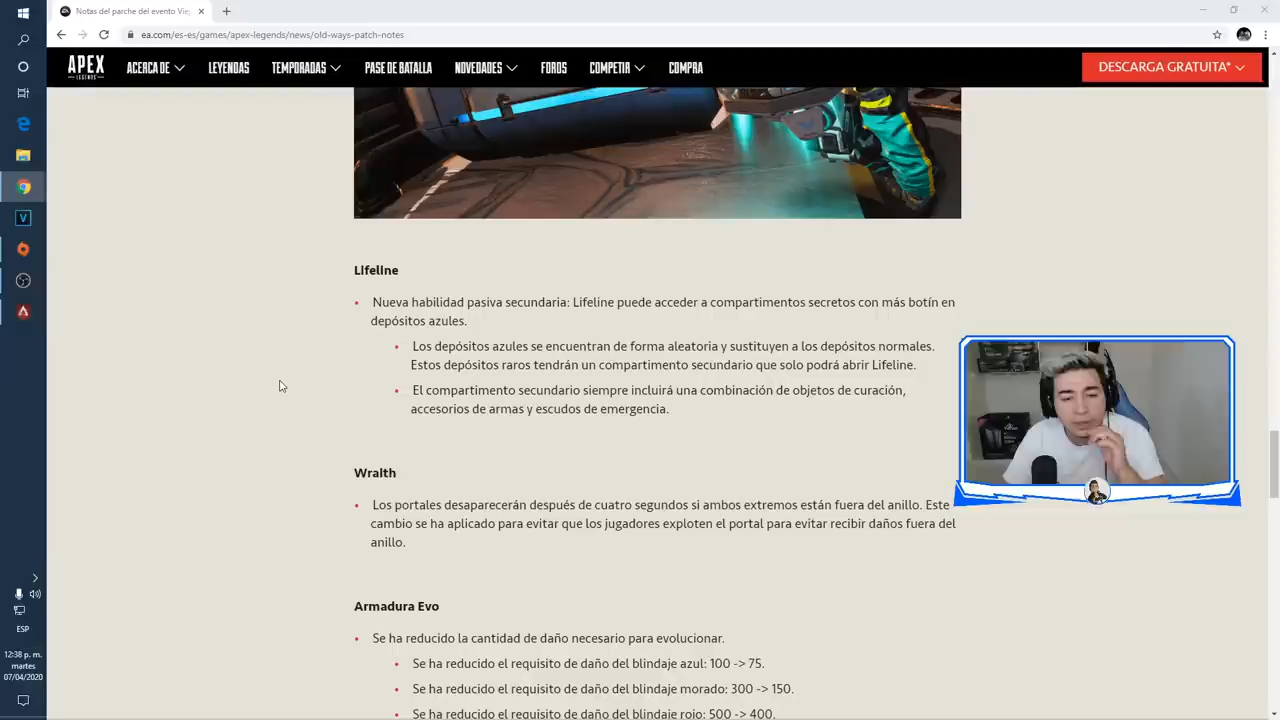 Notas del parche del evento Vie
ea.com/es-es/games/apex-legends/news/old-ways-patch-notes
APEX
LEGENDS
ACERCA DE
LEYENDAS
TEMPORADAS
PASE DE BATALLA
NOVEDADES
FOROS
COMPETIR
COMPRA
DESCARGA GRATUITA*
Lifeline
• Nueva habilidad pasiva secundaria: Lifeline puede acceder a compartimentos secretos con más botín en
depósitos azules.
• Los depósitos azules se encuentran de forma aleatoria y sustituyen a los depósitos normales.
Estos depósitos raros tendrán un compartimento secundario que solo podrá abrir Lifeline.
• El compartimento secundario siempre incluirá una combinación de objetos de curación,
accesorios de armas y escudos de emergencia.
Wraith
• Los portales desaparecerán después de cuatro segundos si ambos extremos están fuera del anillo. Este
cambio se ha aplicado para evitar que los jugadores exploten el portal para evitar recibir daños fuera del
anillo.
Armadura Evo
• Se ha reducido la cantidad de daño necesario para evolucionar.
• Se ha reducido el requisito de daño del blindaje azul: 100 -> 75.
• Se ha reducido el requisito de daño del blindaje morado: 300 -> 150.
• Se ha reducido el requisito de daño del blindaje rojo: 500 -> 400.
ESP
12:38 p. m.
martes
07/04/2020